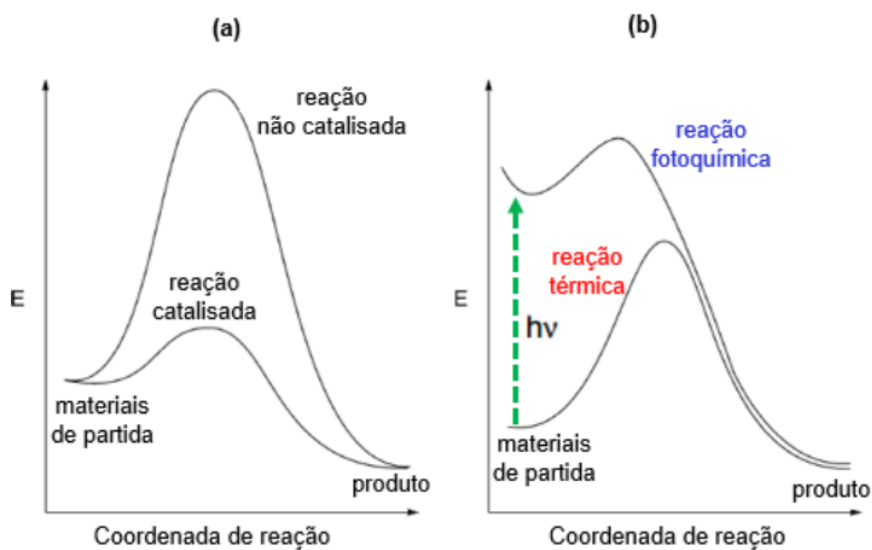 (a)
reação
não catalisada
reação
catalisada
E
materiais
de partida
produto
Coordenada de reação
(b)
reação
fotoquímica
reação
térmica
E
hν
materiais
de partida
produto
Coordenada de reação